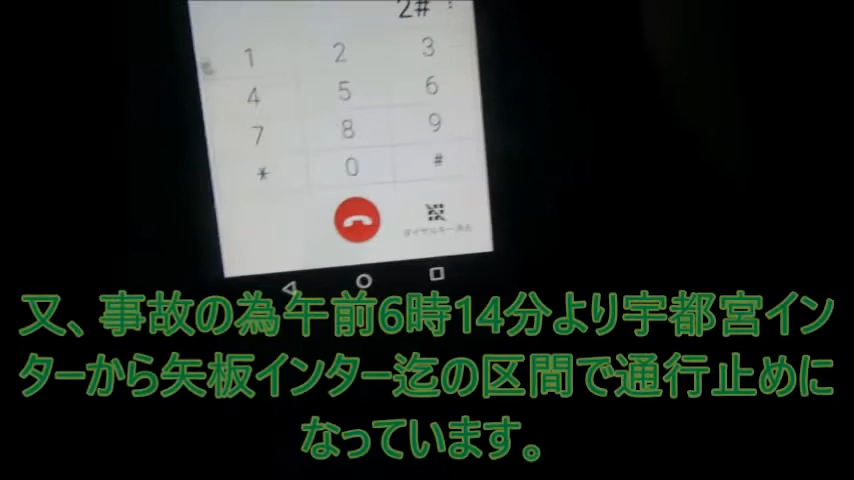 2#
1 2 3
4 5 6
7 8 9
* 0 #
又、事故の為午前6時14分より宇都宮イン
ターから矢板インター迄の区間で通行止めに
なっています。